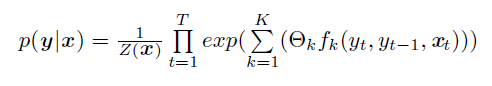 p(y|x) = 1/Z(x) ∏_{t=1}^{T} exp(∑_{k=1}^{K} (Θ_k f_k(y_t, y_{t-1}, x_t)))